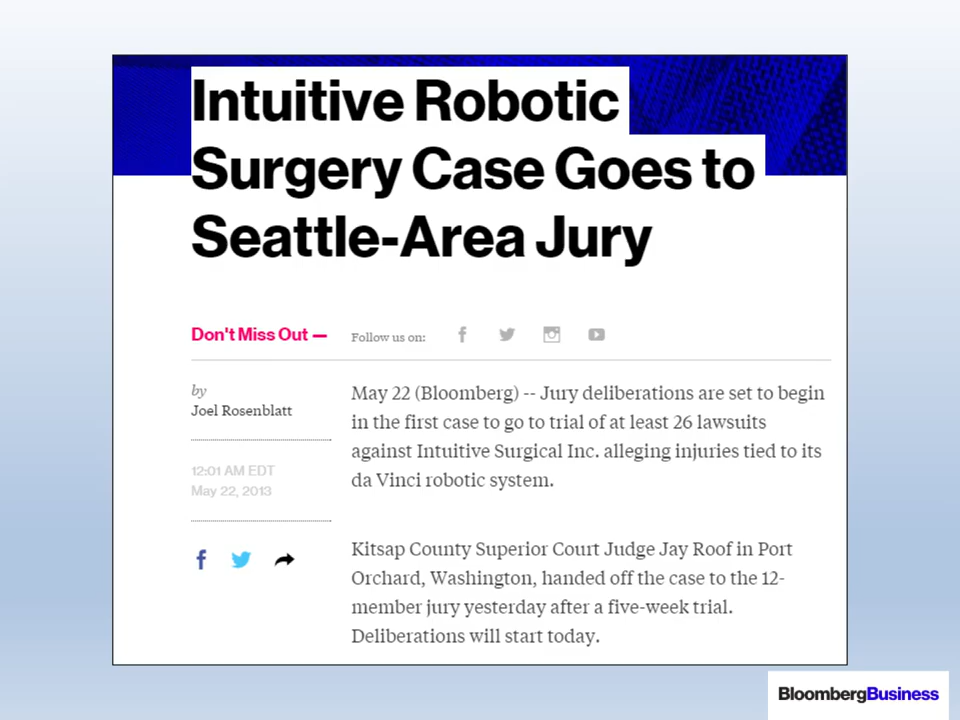 Intuitive Robotic
Surgery Case Goes to
Seattle-Area Jury
Don't Miss Out —
Follow us on:
by
Joel Rosenblatt
12:01 AM EDT
May 22, 2013
May 22 (Bloomberg) -- Jury deliberations are set to begin
in the first case to go to trial of at least 26 lawsuits
against Intuitive Surgical Inc. alleging injuries tied to its
da Vinci robotic system.
Kitsap County Superior Court Judge Jay Roof in Port
Orchard, Washington, handed off the case to the 12-
member jury yesterday after a five-week trial.
Deliberations will start today.
BloombergBusiness